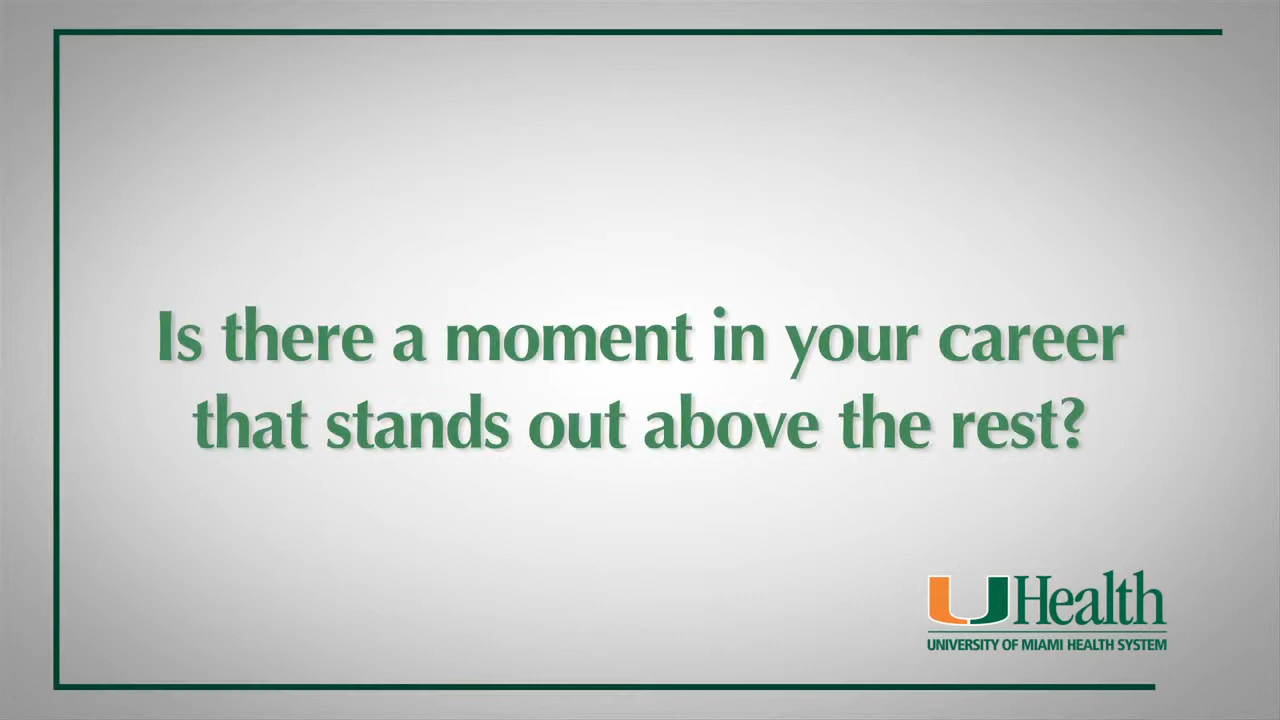 Is there a moment in your career
that stands out above the rest?
UHealth
UNIVERSITY OF MIAMI HEALTH SYSTEM